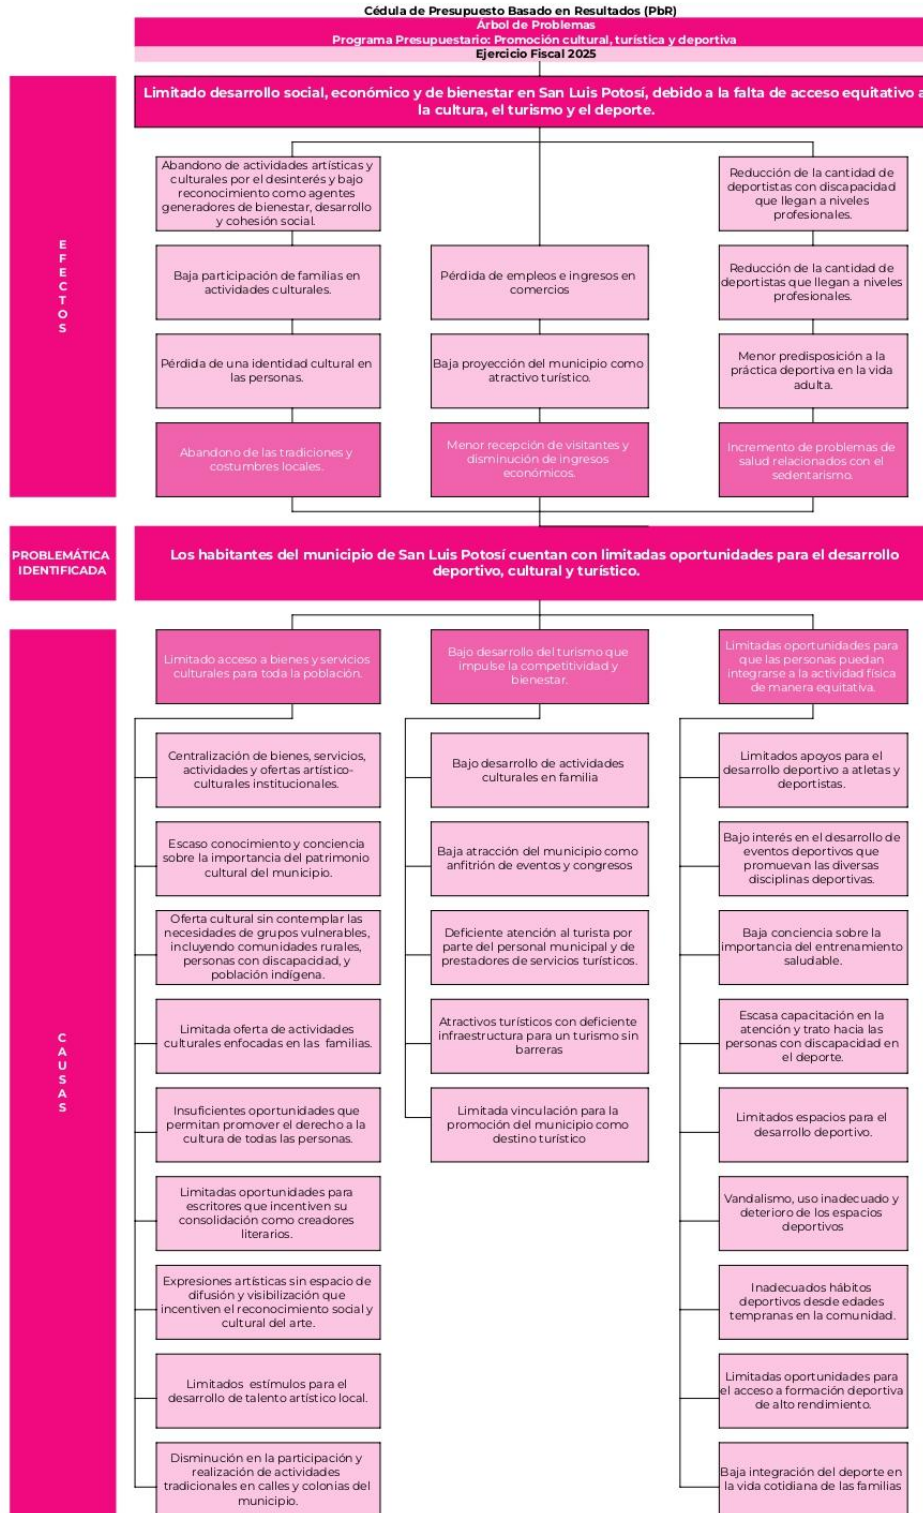 Cédula de Presupuesto Basado en Resultados (PbR)
Árbol de Problemas
Programa Presupuestario: Promoción cultural, turística y deportiva
Ejercicio Fiscal 2025
Limitado desarrollo social, económico y de bienestar en San Luis Potosí, debido a la falta de acceso equitativo a
la cultura, el turismo y el deporte.
EFECTOS
Abandono de actividades artísticas y
culturales por el desinterés y bajo
reconocimiento como agentes
generadores de bienestar, desarrollo
y cohesión social.
Reducción de la cantidad de
deportistas con discapacidad
que llegan a niveles
profesionales.
Baja participación de familias en
actividades culturales.
Pérdida de empleos e ingresos en
comercios
Reducción de la cantidad de
deportistas que llegan a niveles
profesionales.
Pérdida de una identidad cultural en
las personas.
Baja proyección del municipio como
atractivo turístico.
Menor predisposición a la
práctica deportiva en la vida
adulta.
Abandono de las tradiciones y
costumbres locales.
Menor recepción de visitantes y
disminución de ingresos
económicos.
Incremento de problemas de
salud relacionados con el
sedentarismo.
PROBLEMÁTICA
IDENTIFICADA
Los habitantes del municipio de San Luis Potosí cuentan con limitadas oportunidades para el desarrollo
deportivo, cultural y turístico.
CAUSAS
Limitado acceso a bienes y servicios
culturales para toda la población.
Bajo desarrollo del turismo que
impulse la competitividad y
bienestar.
Limitadas oportunidades para
que las personas puedan
integrarse a la actividad física
de manera equitativa.
Centralización de bienes, servicios,
actividades y ofertas artístico-
culturales institucionales.
Bajo desarrollo de actividades
culturales en familia
Limitados apoyos para el
desarrollo deportivo a atletas y
deportistas.
Escaso conocimiento y conciencia
sobre la importancia del patrimonio
cultural del municipio.
Baja atracción del municipio como
anfitrión de eventos y congresos
Bajo interés en el desarrollo de
eventos deportivos que
promuevan las diversas
disciplinas deportivas.
Oferta cultural sin contemplar las
necesidades de grupos vulnerables,
incluyendo comunidades rurales,
personas con discapacidad, y
población indígena.
Deficiente atención al turista por
parte del personal municipal y de
prestadores de servicios turísticos.
Baja conciencia sobre la
importancia del entrenamiento
saludable.
Limitada oferta de actividades
culturales enfocadas en las familias.
Atractivos turísticos con deficiente
infraestructura para un turismo sin
barreras
Escasa capacitación en la
atención y trato hacia las
personas con discapacidad en
el deporte.
Insuficientes oportunidades que
permitan promover el derecho a la
cultura de todas las personas.
Limitada vinculación para la
promoción del municipio como
destino turístico
Limitados espacios para el
desarrollo deportivo.
Limitadas oportunidades para
escritores que incentiven su
consolidación como creadores
literarios.
Vandalismo, uso inadecuado y
deterioro de los espacios
deportivos
Expresiones artísticas sin espacio de
difusión y visibilización que
incentiven el reconocimiento social y
cultural del arte.
Inadecuados hábitos
deportivos desde edades
tempranas en la comunidad.
Limitados estímulos para el
desarrollo de talento artístico local.
Limitadas oportunidades para
el acceso a formación deportiva
de alto rendimiento.
Disminución en la participación y
realización de actividades
tradicionales en calles y colonias del
municipio.
Baja integración del deporte en
la vida cotidiana de las familias